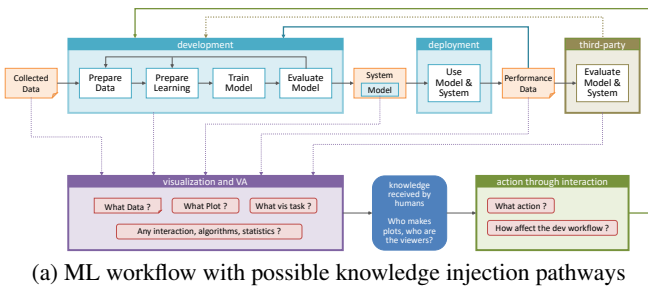 development
deployment
third-party
Collected
Data
Prepare
Data
Prepare
Learning
Train
Model
Evaluate
Model
System
Model
Use
Model &
System
Performance
Data
Evaluate
Model &
System
visualization and VA
What Data ?
What Plot ?
What vis task ?
Any interaction, algorithms, statistics ?
knowledge
received by
humans
Who makes
plots, who are
the viewers?
action through interaction
What action ?
How affect the dev workflow ?
(a) ML workflow with possible knowledge injection pathways